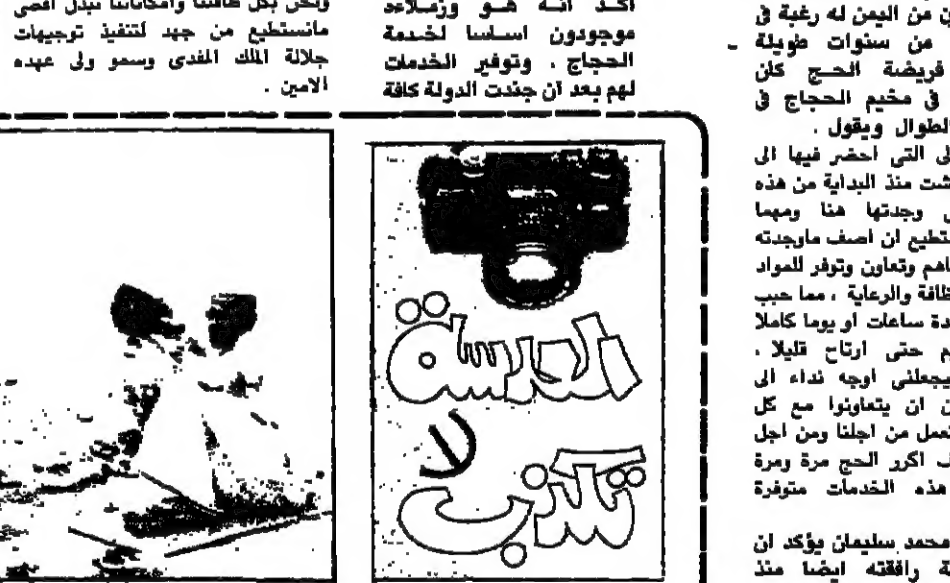 ن من اليمن له رغبة في
من سنوات طويلة
فريضة الحج كان
في مخيم الحجاج في
الطوال ويقول .
لى التي احضر فيها الى
شت منذ البداية من هذه
وجدتها هنا ومهما
تطيع ان اصف ماوجدته
اهم وتعاون وتوفر للمواد
ظافة والرعاية ، مما حبب
دة ساعات او يوما كاملا
م حتى ارتاح قليلا .
يجعلني اوجه نداء الى
ن ان يتعاونوا مع كل
تعمل من اجلنا ومن اجل
ف اكرر الحج مرة ومرة
هذه الخدمات متوفرة
محمد سليمان يؤكد ان
ة رافقته ايضا منذ
اكد انه هو وزملاءه
موجودون اساسا لخدمة
الحجاج . وتوفير الخدمات
لهم بعد أن جندت الدولة كافة
ونحن بكل طاقتنا وامكاناتنا نبذل اقصى
مانستطيع من جهد لتنفيذ توجيهات
جلالة الملك المفدى وسمو ولى عهده
الامين .
العدسة
لا
تكذب